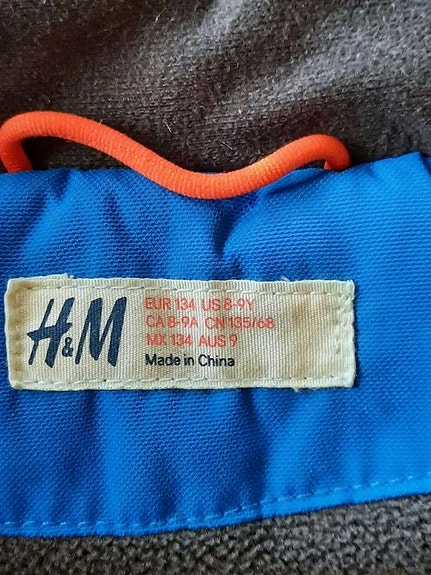 H&M
EUR 134 US 8-9Y
CA 8-9A CN 135/68
MX 134 AUS 9
Made in China